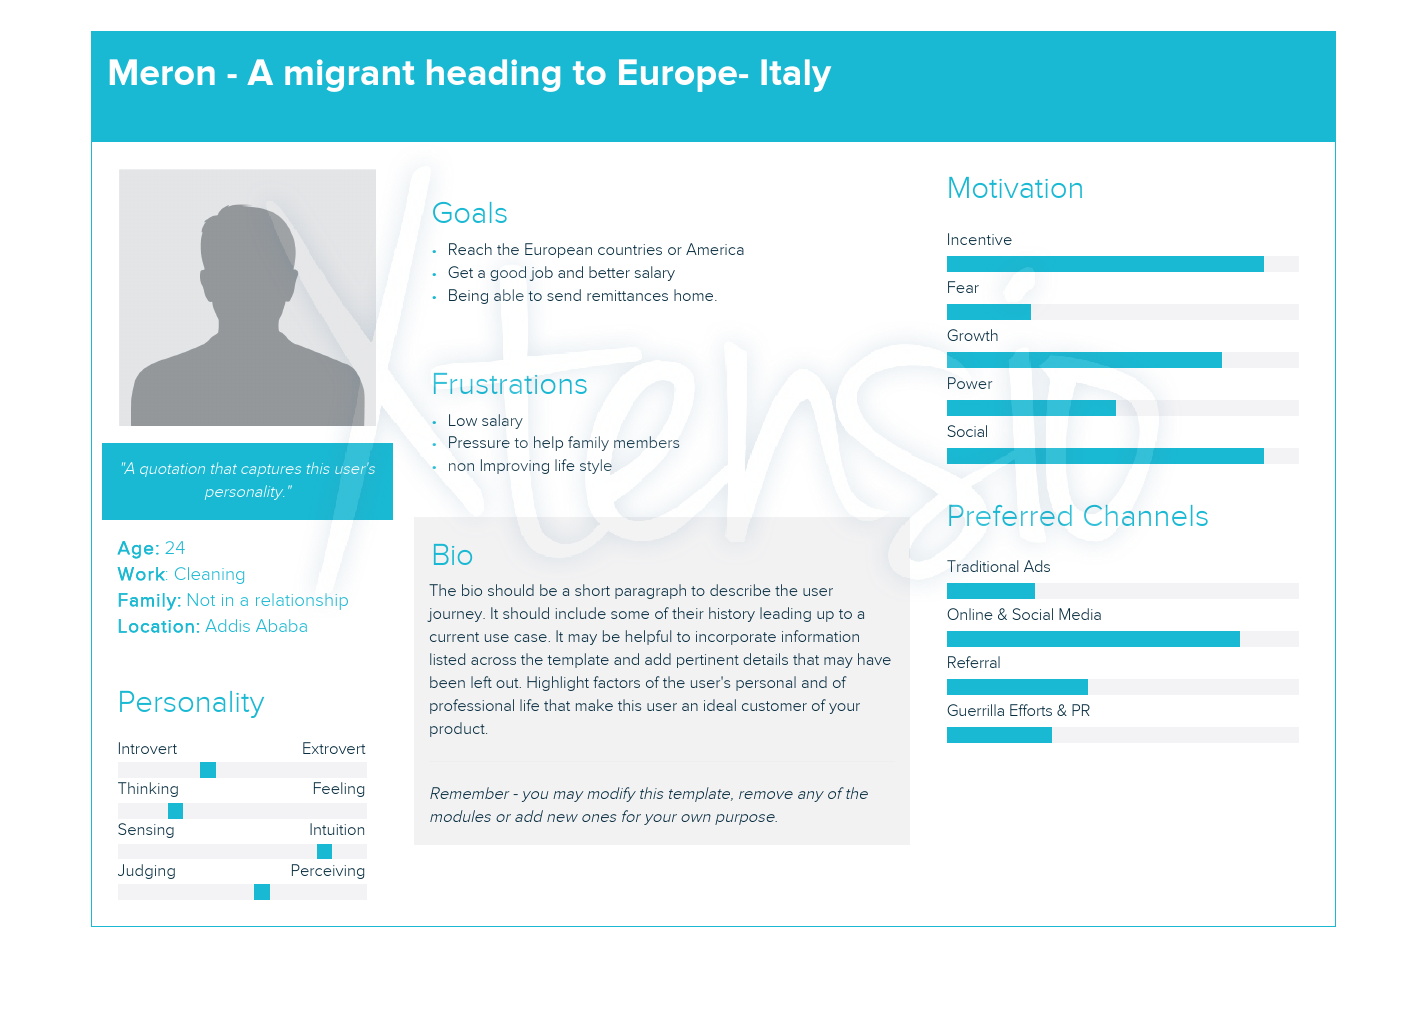 Meron - A migrant heading to Europe- Italy
"A quotation that captures this user's
personality."
Age: 24
Work: Cleaning
Family: Not in a relationship
Location: Addis Ababa
Personality
Introvert Extrovert
Thinking Feeling
Sensing Intuition
Judging Perceiving
Goals
• Reach the European countries or America
• Get a good job and better salary
• Being able to send remittances home.
Frustrations
• Low salary
• Pressure to help family members
• non Improving life style
Bio
The bio should be a short paragraph to describe the user
journey. It should include some of their history leading up to a
current use case. It may be helpful to incorporate information
listed across the template and add pertinent details that may have
been left out. Highlight factors of the user's personal and of
professional life that make this user an ideal customer of your
product.
Remember - you may modify this template, remove any of the
modules or add new ones for your own purpose.
Motivation
Incentive
Fear
Growth
Power
Social
Preferred Channels
Traditional Ads
Online & Social Media
Referral
Guerrilla Efforts & PR
Xtensio